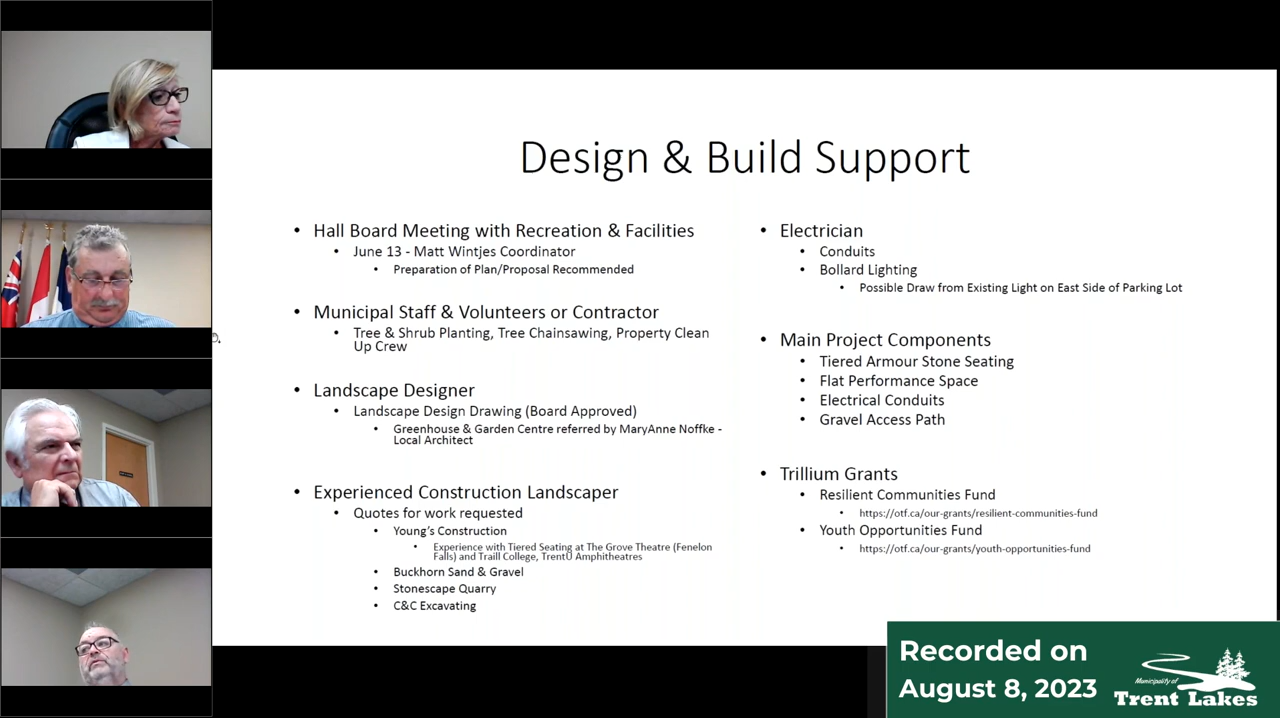 Design & Build Support
• Hall Board Meeting with Recreation & Facilities
• June 13 - Matt Wintjes Coordinator
• Preparation of Plan/Proposal Recommended
• Municipal Staff & Volunteers or Contractor
• Tree & Shrub Planting, Tree Chainsawing, Property Clean
Up Crew
• Landscape Designer
• Landscape Design Drawing (Board Approved)
• Greenhouse & Garden Centre referred by MaryAnne Noffke -
Local Architect
• Experienced Construction Landscaper
• Quotes for work requested
• Young's Construction
• Experience with Tiered Seating at The Grove Theatre (Fenelon
Falls) and Traill College, TrentU Amphitheatres
• Buckhorn Sand & Gravel
• Stonescape Quarry
• C&C Excavating
• Electrician
• Conduits
• Bollard Lighting
• Possible Draw from Existing Light on East Side of Parking Lot
• Main Project Components
• Tiered Armour Stone Seating
• Flat Performance Space
• Electrical Conduits
• Gravel Access Path
• Trillium Grants
• Resilient Communities Fund
• https://otf.ca/our-grants/resilient-communities-fund
• Youth Opportunities Fund
• https://otf.ca/our-grants/youth-opportunities-fund
Recorded on
August 8, 2023
Municipality of
Trent Lakes